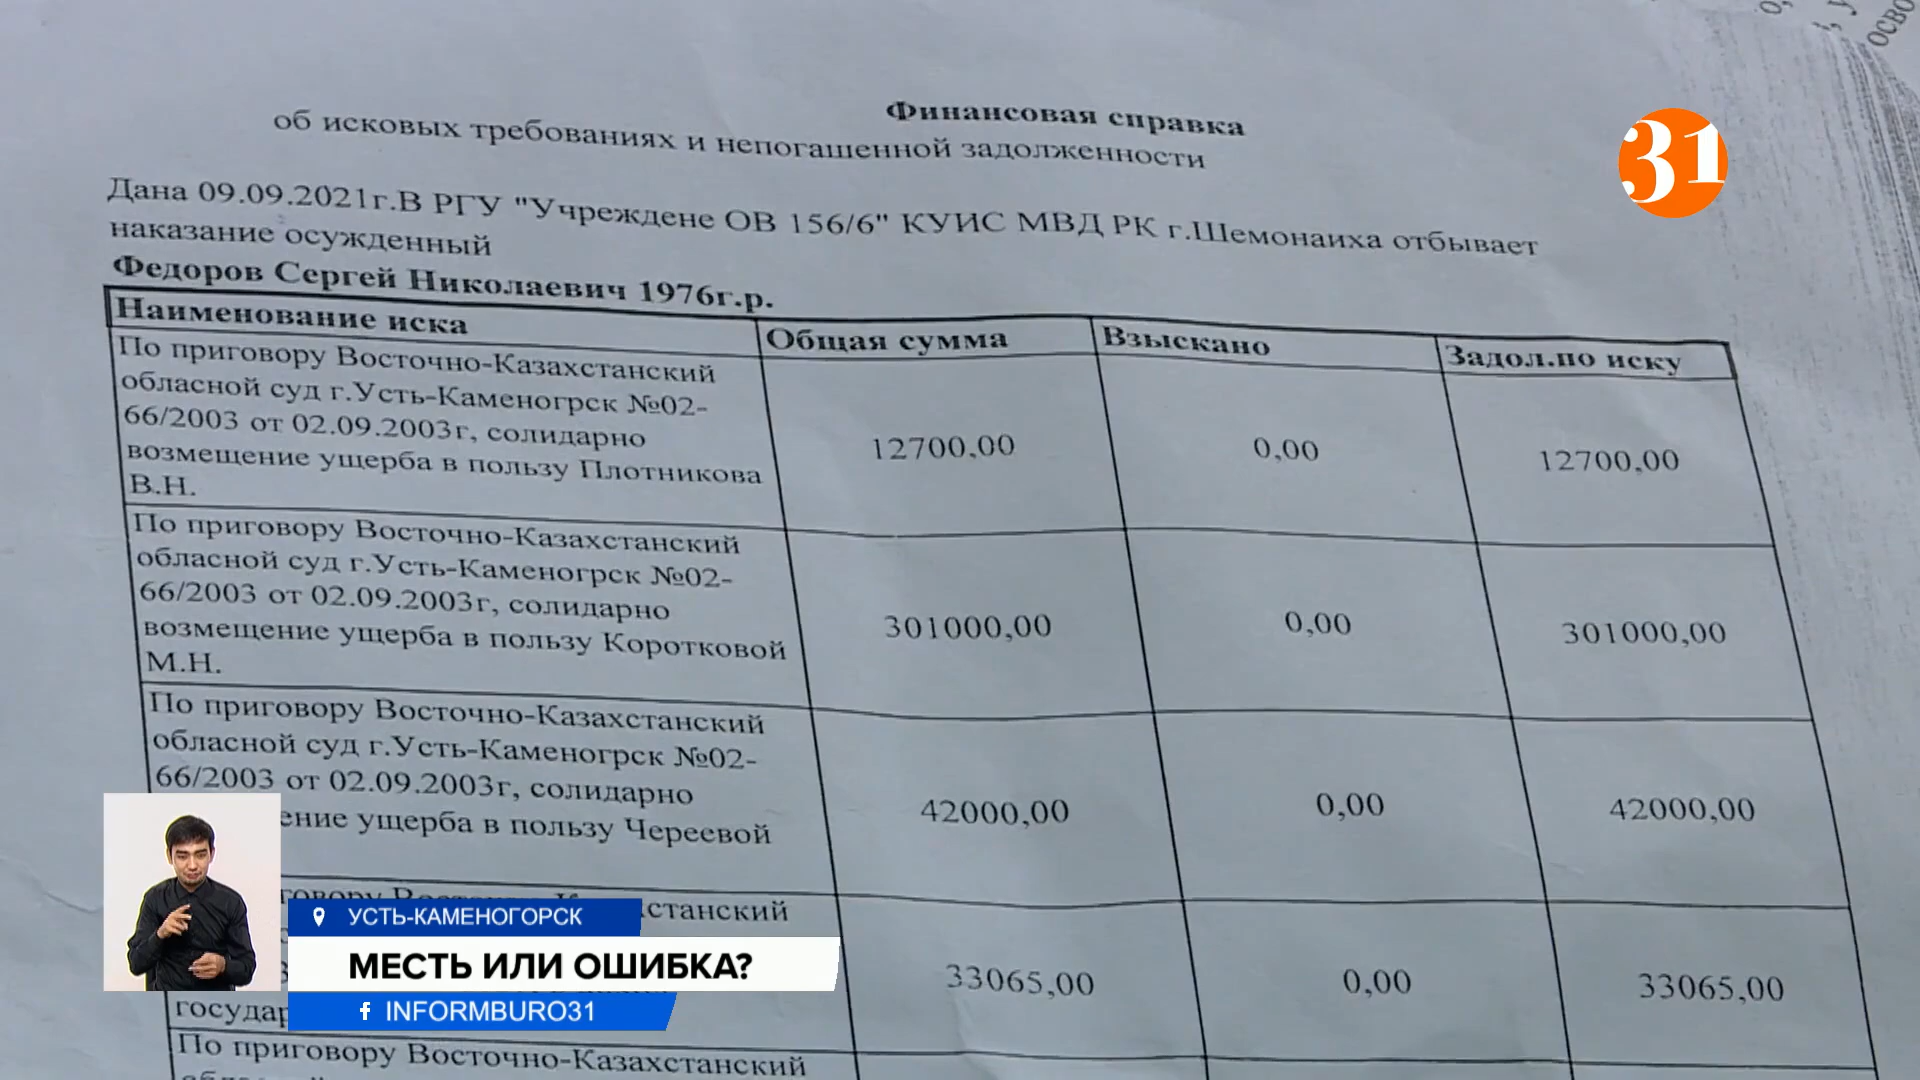 Финансовая справка
об исковых требованиях и непогашенной задолженности
31
Дана 09.09.2021г.В РГУ "Учреждене ОВ 156/6" КУИС МВД РК г.Шемонаиха отбывает
наказание осужденный
Федоров Сергей Николаевич 1976г.р.
Наименование иска
Общая сумма
Взыскано
Задол.по иску
По приговору Восточно-Казахстанский
обласной суд г.Усть-Каменогрск №02-
66/2003 от 02.09.2003г, солидарно
возмещение ущерба в пользу Плотникова
В.Н.
12700,00
0,00
12700,00
По приговору Восточно-Казахстанский
обласной суд г.Усть-Каменогрск №02-
66/2003 от 02.09.2003г, солидарно
возмещение ущерба в пользу Коротковой
М.Н.
301000,00
0,00
301000,00
По приговору Восточно-Казахстанский
обласной суд г.Усть-Каменогрск №02-
66/2003 от 02.09.2003г, солидарно
ущерба в пользу Череевой
42000,00
0,00
42000,00
33065,00
0,00
33065,00
По приговору Восточно-Казахстанский
УСТЬ-КАМЕНОГОРСК
МЕСТЬ ИЛИ ОШИБКА?
INFORMBURO31